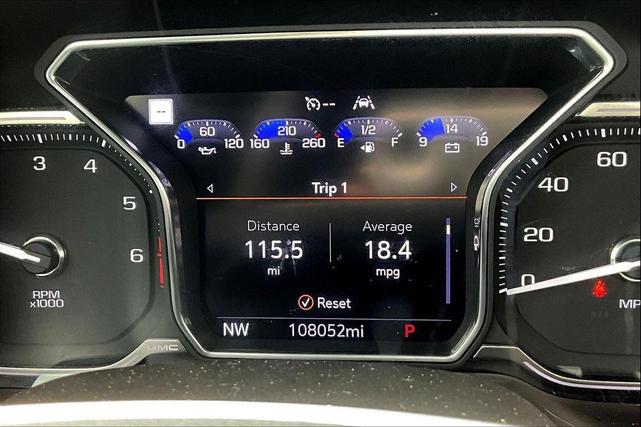 --
--
0 60 120
160 210 260
E 1/2 F
9 14 19
Trip 1
Distance
115.5
mi
Average
18.4
mpg
Reset
NW 108052mi P
3 4 5 6
RPM
x1000
GMC
0 20 40 60
MP